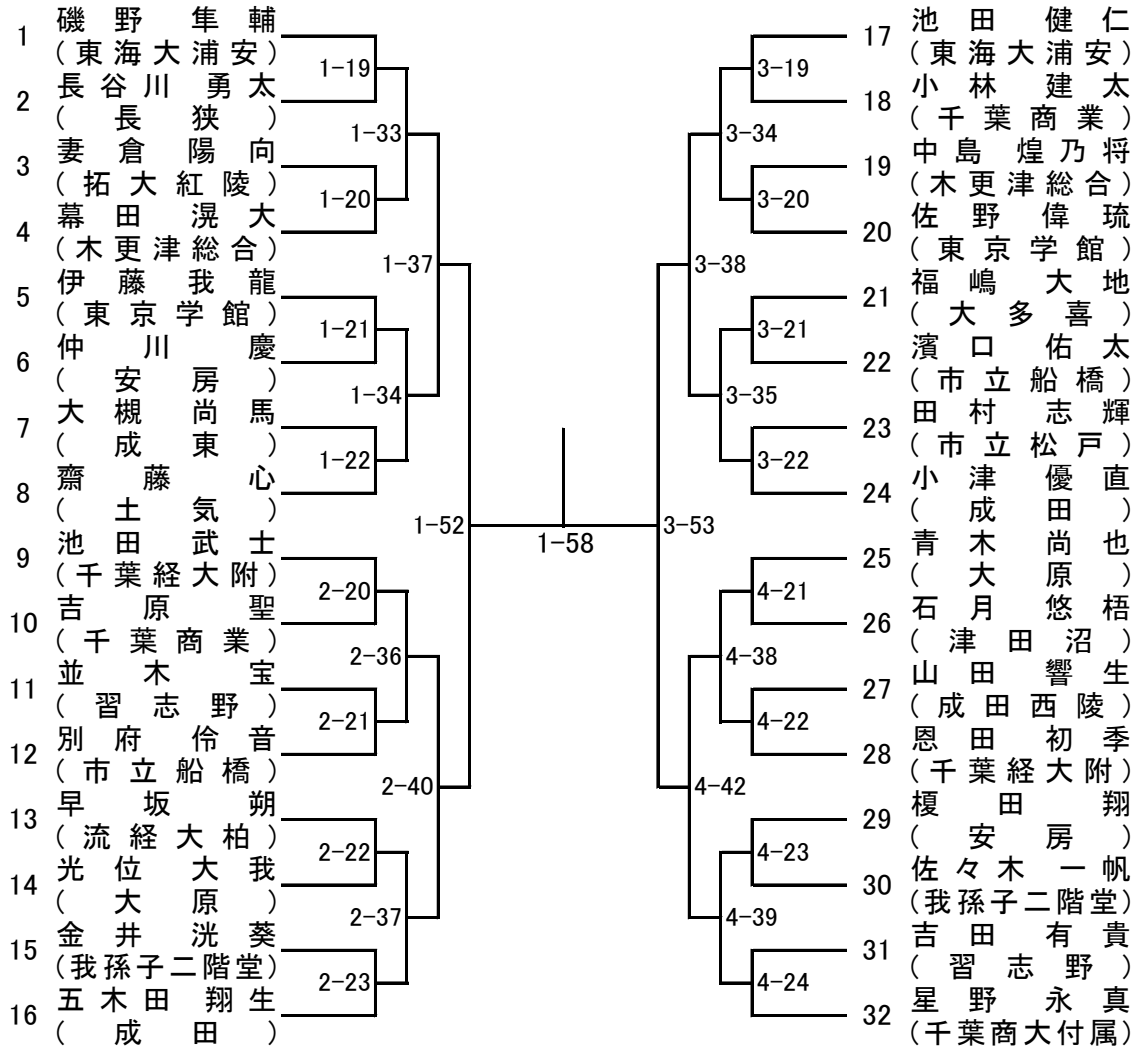 1 磯野 隼輔
(東海大浦安)
2 長谷川 勇太
(長狭)
3 妻倉 陽向
(拓大紅陵)
4 幕田 滉大
(木更津総合)
5 伊藤 我龍
(東京学館)
6 仲川 慶
(安房)
7 大槻 尚馬
(成東)
8 齋藤 心
(土気)
9 池田 武士
(千葉経大附)
10 吉原 聖
(千葉商業)
11 並木 宝
(習志野)
12 別府 伶音
(市立船橋)
13 早坂 朔
(流経大柏)
14 光位 大我
(大原)
15 金井 洸葵
(我孫子二階堂)
16 五木田 翔生
(成田)
1-19
1-20
1-21
1-22
2-20
2-21
2-22
2-23
1-33
1-34
2-36
2-37
1-37
2-40
1-52
1-58
3-53
3-38
4-42
3-34
3-35
4-38
4-39
3-19
3-20
3-21
3-22
4-21
4-22
4-23
4-24
17 池田 健仁
(東海大浦安)
18 小林 建太
(千葉商業)
19 中島 煌乃将
(木更津総合)
20 佐野 偉琉
(東京学館)
21 福嶋 大地
(大多喜)
22 濱口 佑太
(市立船橋)
23 田村 志輝
(市立松戸)
24 小津 優直
(成田)
25 青木 尚也
(大原)
26 石月 悠梧
(津田沼)
27 山田 響生
(成田西陵)
28 恩田 初季
(千葉経大附)
29 榎田 翔
(安房)
30 佐々木 一帆
(我孫子二階堂)
31 吉田 有貴
(習志野)
32 星野 永真
(千葉商大付属)